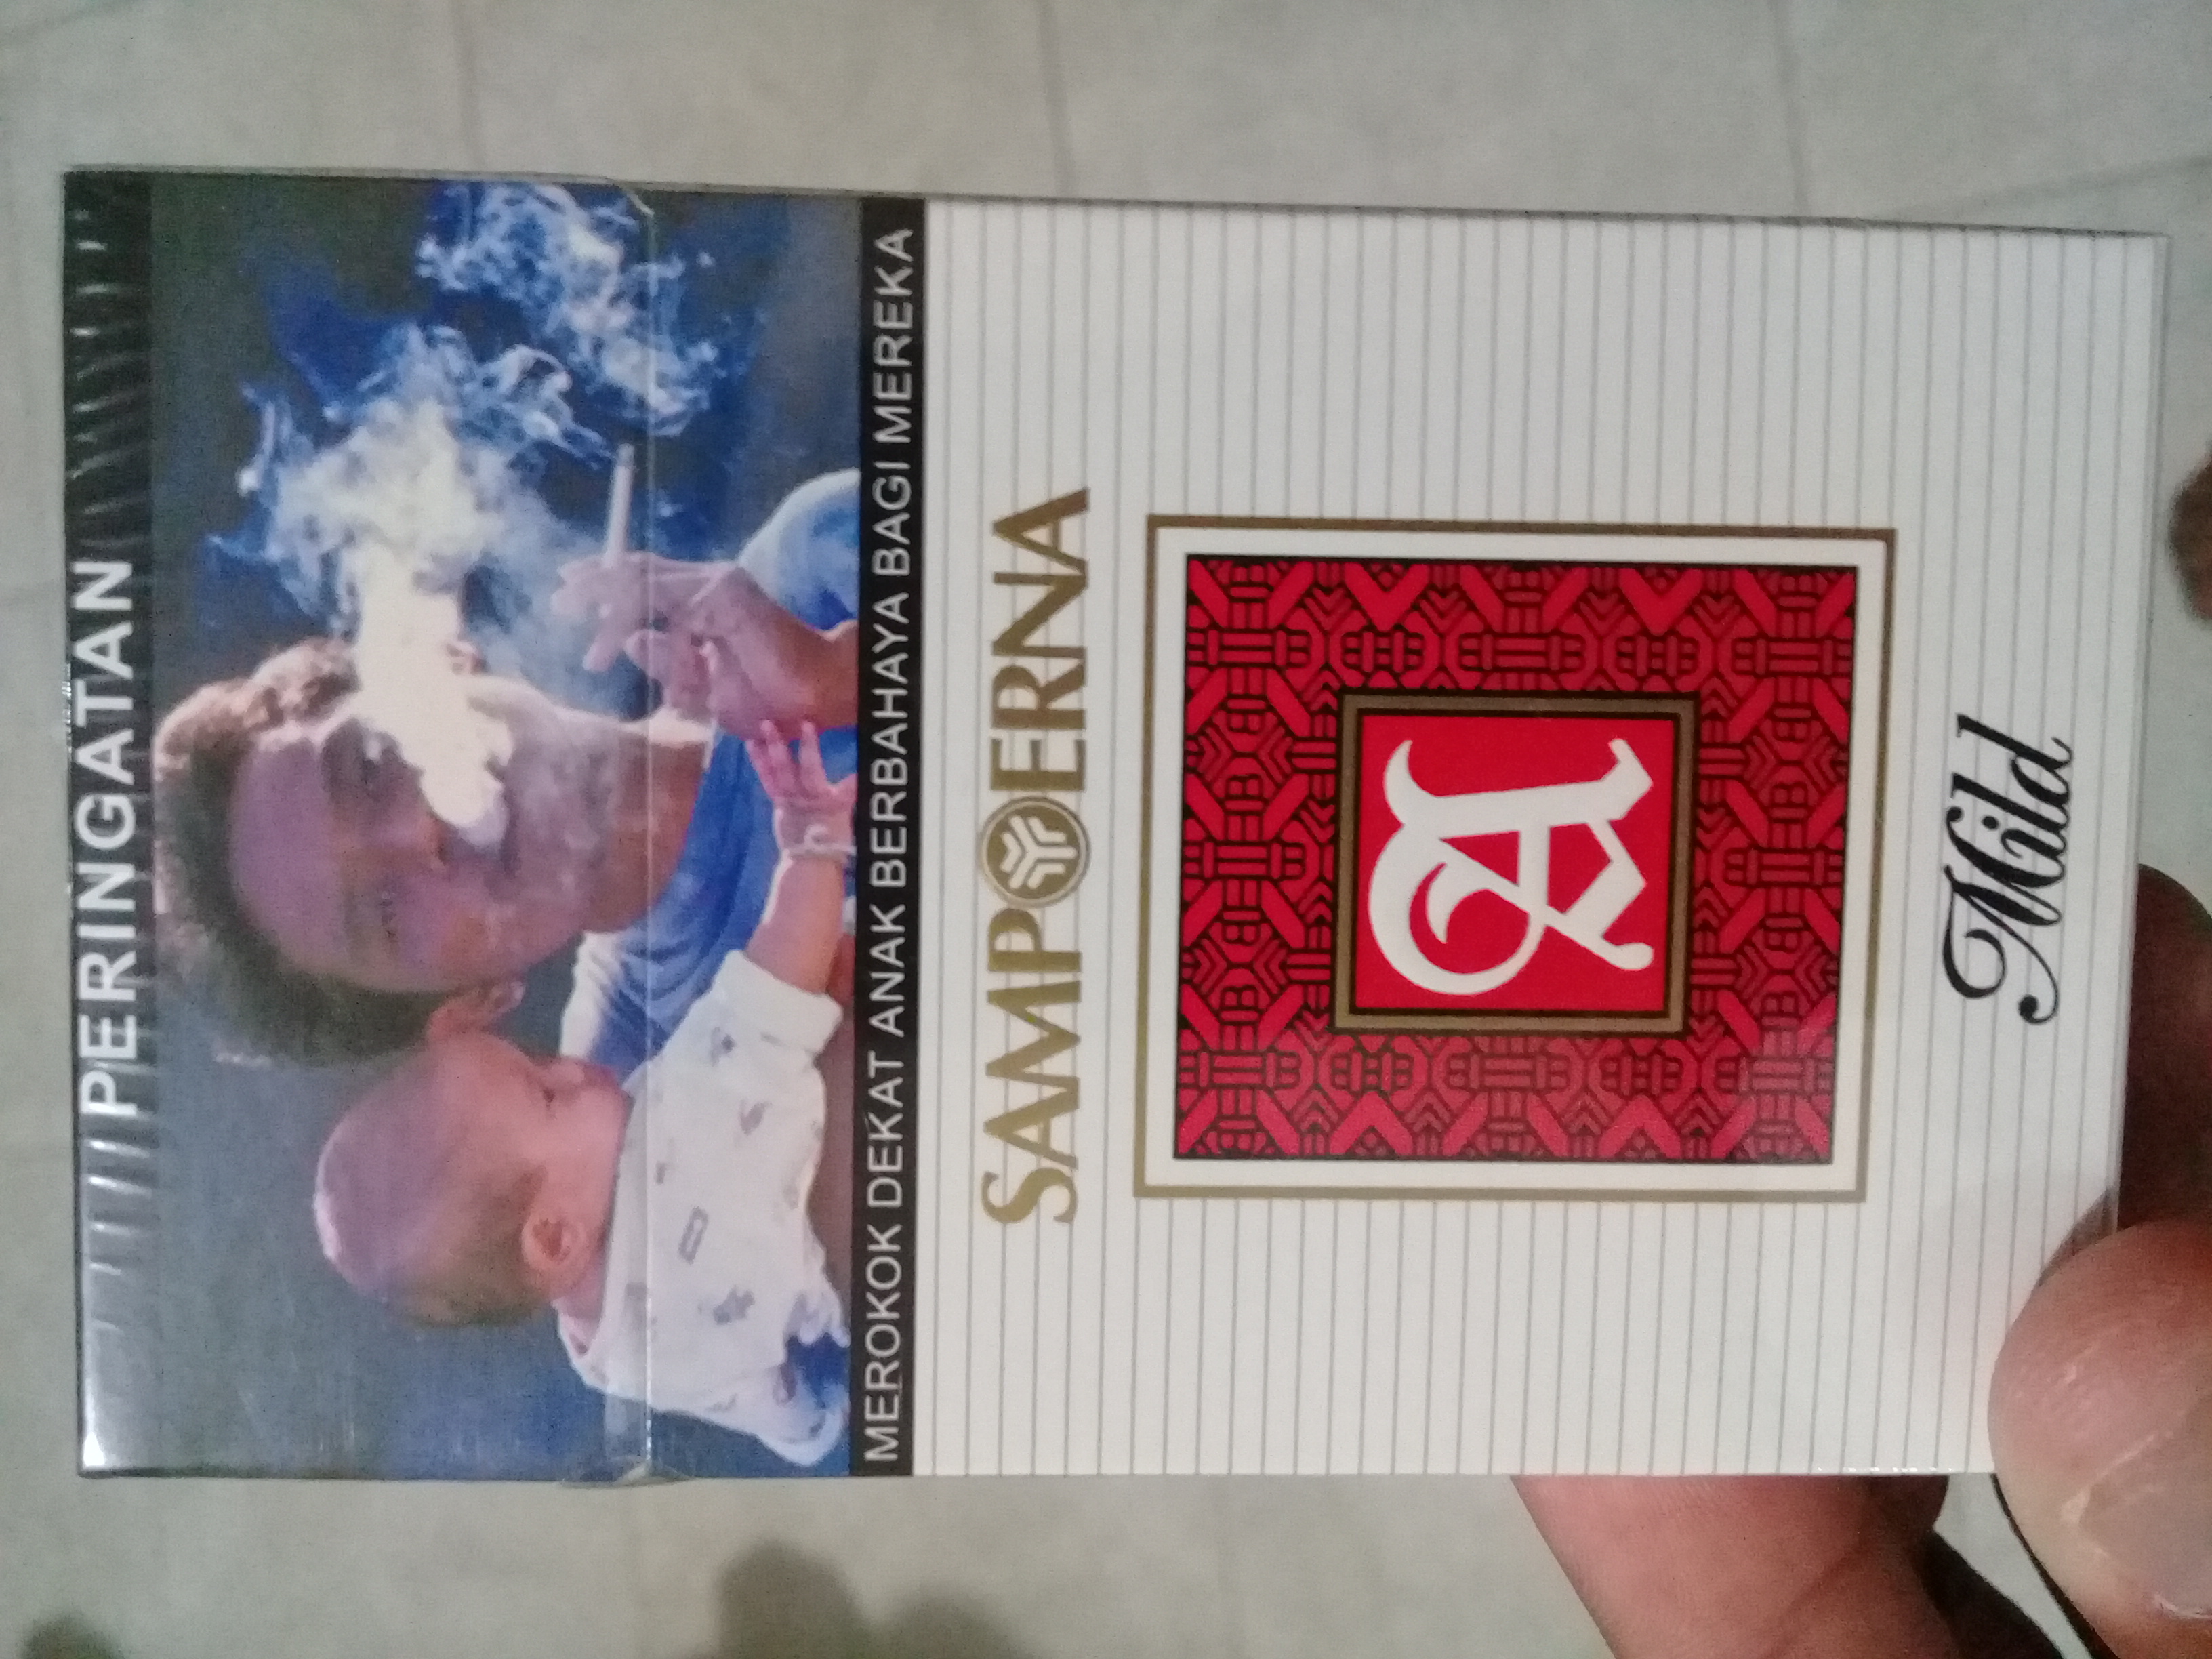 PERINGATAN
MEROKOK DEKAT ANAK BERBAHAYA BAGI MEREKA
SAMPOERNA
A
Mild